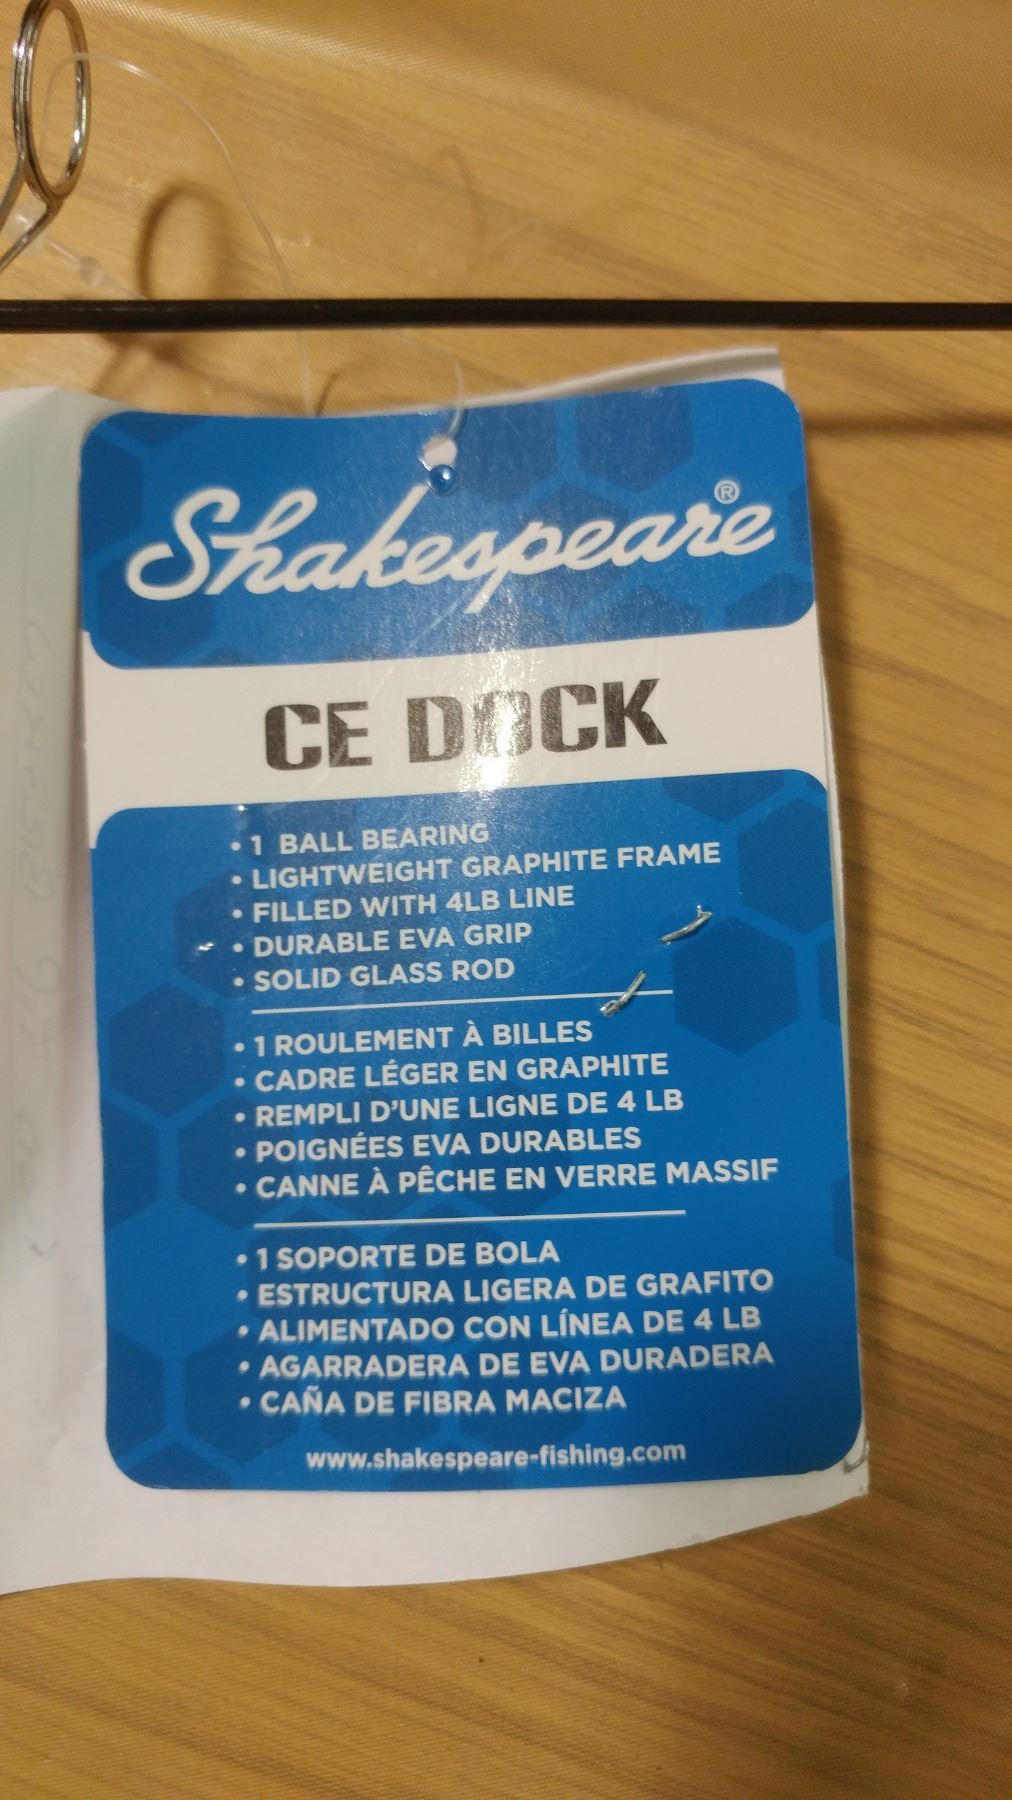 Shakespeare®
CE DOCK
• 1 BALL BEARING
• LIGHTWEIGHT GRAPHITE FRAME
• FILLED WITH 4LB LINE
• DURABLE EVA GRIP
• SOLID GLASS ROD
• 1 ROULEMENT À BILLES
• CADRE LÉGER EN GRAPHITE
• REMPLI D'UNE LIGNE DE 4 LB
• POIGNÉES EVA DURABLES
• CANNE À PÊCHE EN VERRE MASSIF
• 1 SOPORTE DE BOLA
• ESTRUCTURA LIGERA DE GRAFITO
• ALIMENTADO CON LÍNEA DE 4 LB
• AGARRADERA DE EVA DURADERA
• CAÑA DE FIBRA MACIZA
www.shakespeare-fishing.com